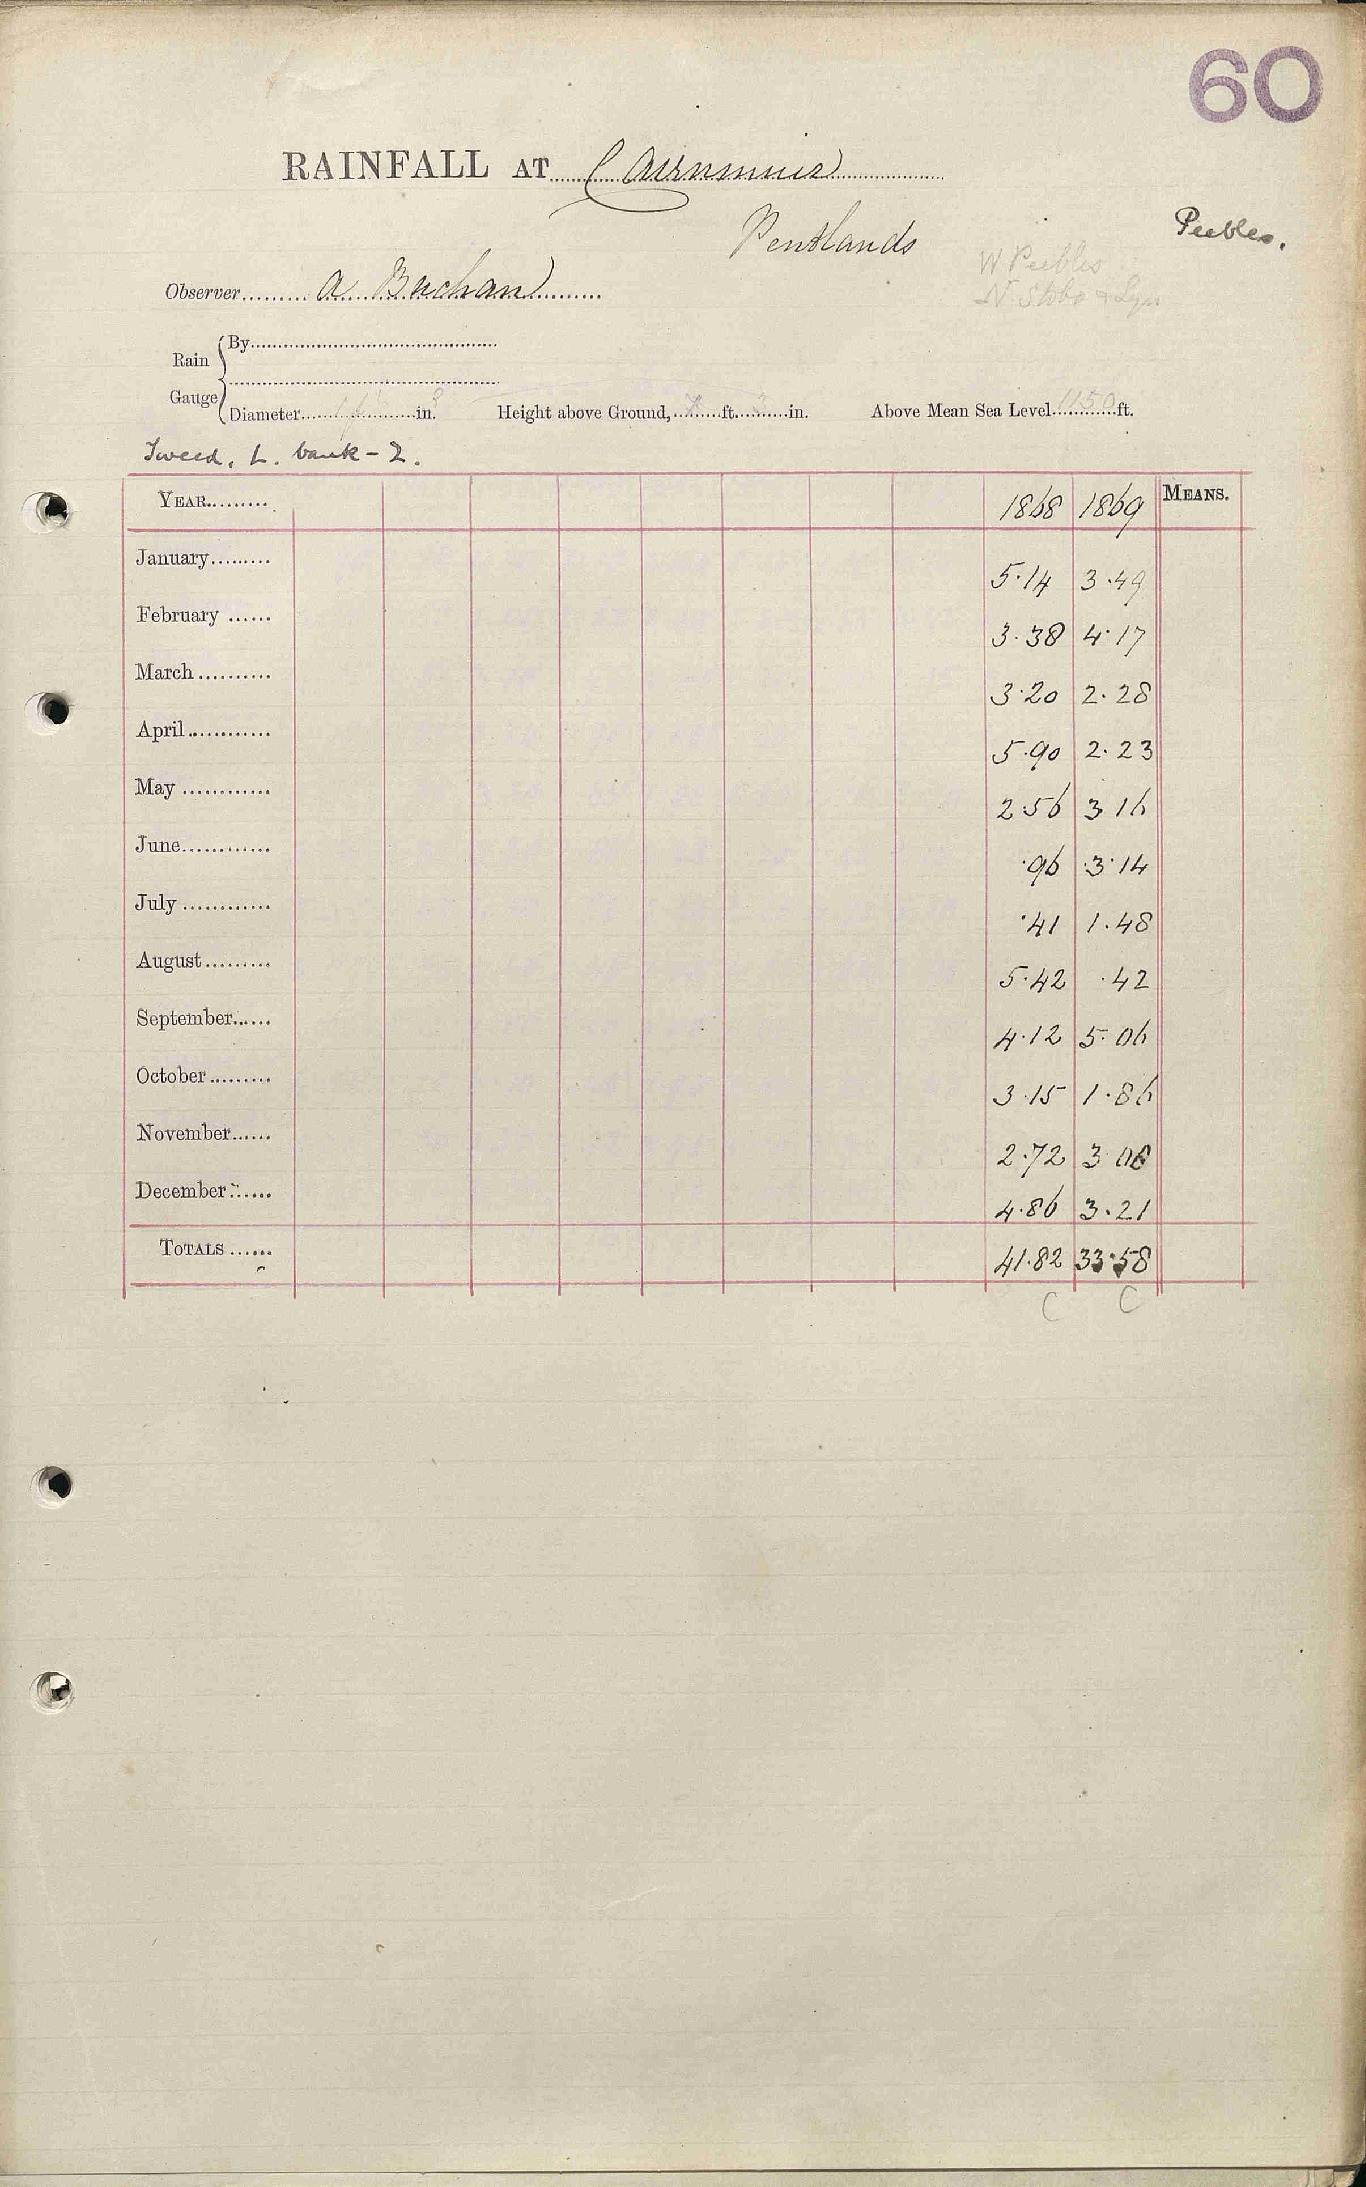 60
RAINFALL AT Cairnmuir
Pentlands
Peebles.
W Peebles
N. Stobo & Lyn
Observer A Buchan
Rain Gauge
By
Diameter in. Height above Ground, ft. in. Above Mean Sea Level 1150 ft.
Tweed, L. bank - 2.
YEAR 1868 1869 MEANS.
January 5.14 3.49
February 3.38 4.17
March 3.20 2.28
April 5.90 2.23
May 2.56 3.16
June .96 3.14
July .41 1.48
August 5.42 .42
September 4.12 5.06
October 3.15 1.86
November 2.72 3.08
December 4.86 3.21
TOTALS 41.82 33.58
C C